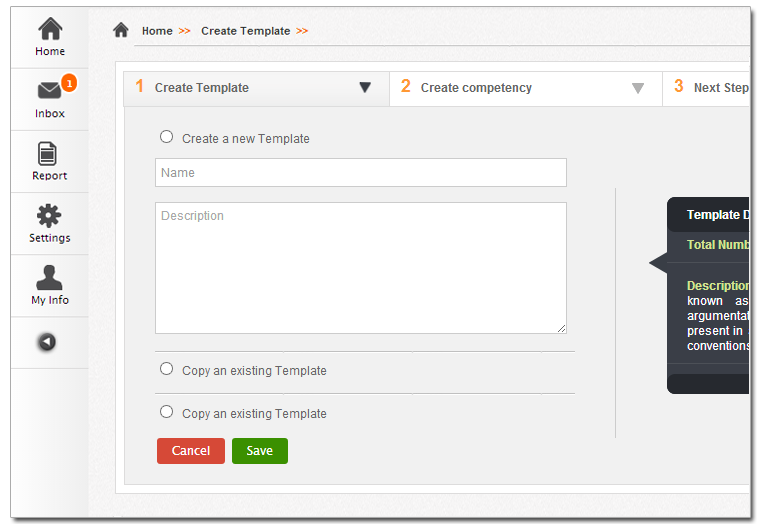 Home
Inbox
1
Report
Settings
My Info
Home >> Create Template >>
1 Create Template
2 Create competency
3 Next Step
Create a new Template
Name
Description
Copy an existing Template
Copy an existing Template
Cancel Save
Template D
Total Numb
Description
known as
argumentat
present in
conventions